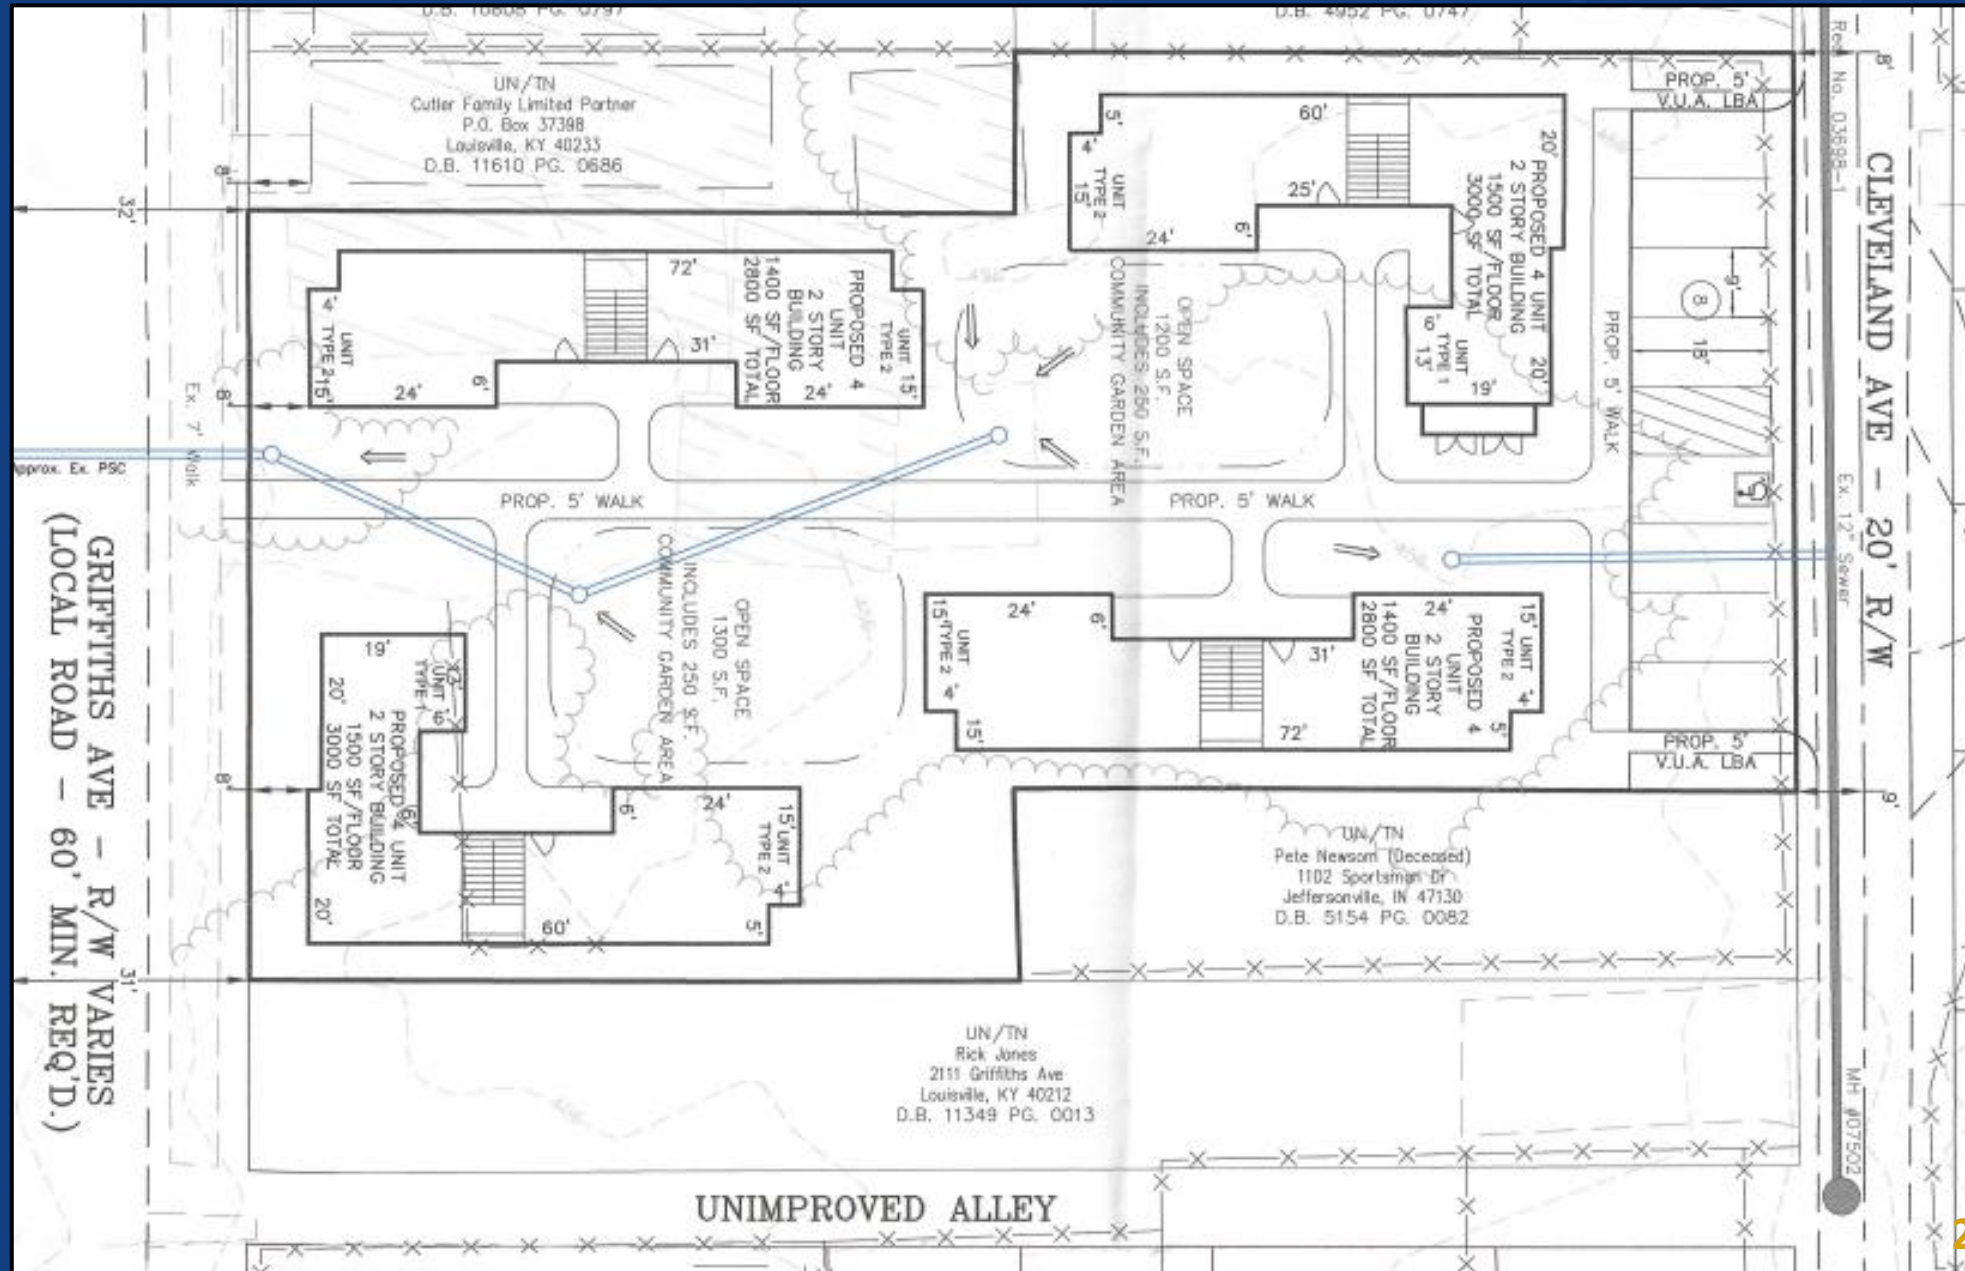 D.B. 10808 PG. 0797
D.B. 4952 PG. 0747
UN/TN
Cutler Family Limited Partner
P.O. Box 37398
Louisville, KY 40233
D.B. 11610 PG. 0686
8'
32'
PROP. 5'
V.U.A. LBA
8'
Rec No. 03698-1
CLEVELAND AVE - 20' R/W
Ex. 12" Sewer
MH #07502
5'
4'
UNIT
TYPE 2
15'
60'
25'
24'
6'
20'
PROPOSED 4 UNIT
2 STORY BUILDING
1500 SF/FLOOR
3000 SF TOTAL
20'
6'
UNIT
TYPE 1
13'
19'
9'
8
18'
PROP. 5' WALK
72'
31'
4'
UNIT
TYPE 2
15'
24'
6'
PROPOSED 4
UNIT
2 STORY
BUILDING
1400 SF/FLOOR
2800 SF TOTAL
UNIT
TYPE 2
15'
24'
8'
OPEN SPACE
1200 S.F.
INCLUDES 250 S.F.
COMMUNITY GARDEN AREA
Approx. Ex. PSC
Ex. 7' Walk
PROP. 5' WALK
PROP. 5' WALK
GRIFFITHS AVE - R/W VARIES
(LOCAL ROAD - 60' MIN. REQ'D.)
OPEN SPACE
1300 S.F.
INCLUDES 250 S.F.
COMMUNITY GARDEN AREA
19'
20'
13'
UNIT
TYPE 1
6'
PROPOSED 4 UNIT
2 STORY BUILDING
1500 SF/FLOOR
3000 SF TOTAL
20'
6'
6'
24'
15'
UNIT
TYPE 2
4'
5'
60'
8'
31'
15'
UNIT
TYPE 2
4'
15'
24'
6'
31'
72'
24'
PROPOSED 4
UNIT
2 STORY
BUILDING
1400 SF/FLOOR
2800 SF TOTAL
15'
UNIT
TYPE 2
4'
5'
PROP. 5'
V.U.A. LBA
9'
UN/TN
Pete Newsom (Deceased)
1102 Sportsman Dr
Jeffersonville, IN 47130
D.B. 5154 PG. 0082
UN/TN
Rick Jones
2111 Griffiths Ave
Louisville, KY 40212
D.B. 11349 PG. 0013
UNIMPROVED ALLEY
2